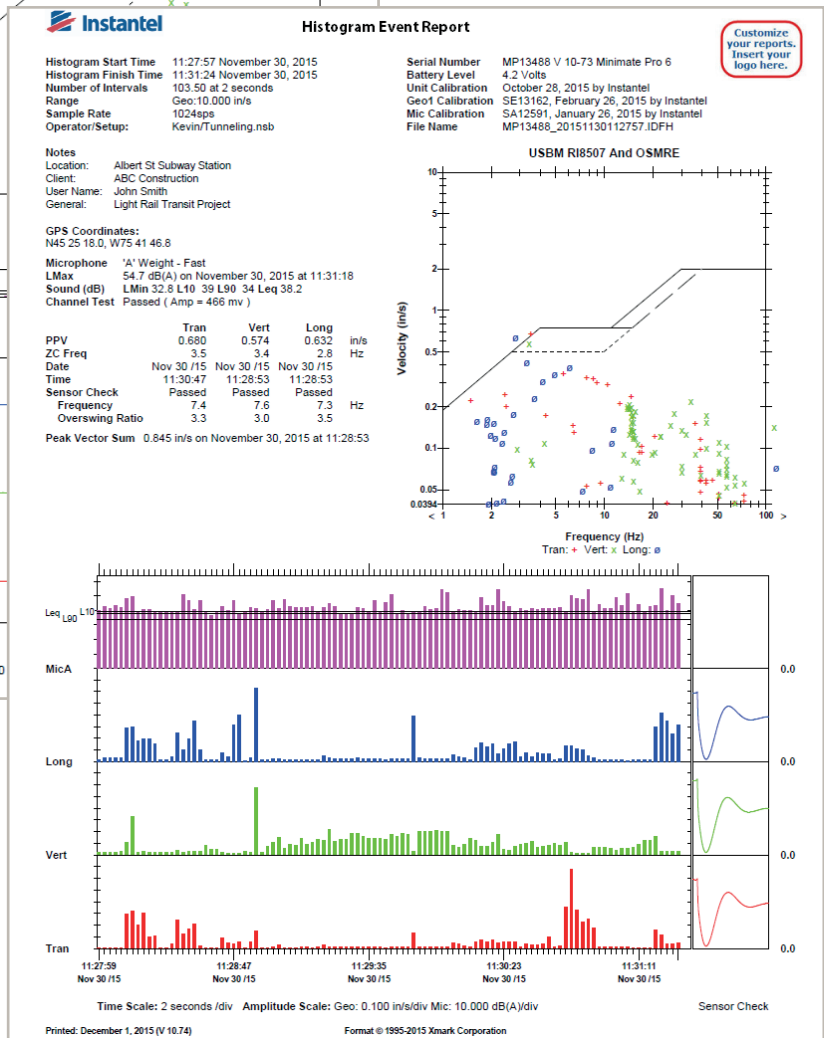 Instantel
Histogram Event Report
Customize
your reports.
Insert your
logo here.
Histogram Start Time 11:27:57 November 30, 2015
Histogram Finish Time 11:31:24 November 30, 2015
Number of Intervals 103.50 at 2 seconds
Range Geo:10.000 in/s
Sample Rate 1024sps
Operator/Setup: Kevin/Tunneling.nsb
Serial Number MP13488 V 10-73 Minimate Pro 6
Battery Level 4.2 Volts
Unit Calibration October 28, 2015 by Instantel
Geo1 Calibration SE13162, February 26, 2015 by Instantel
Mic Calibration SA12591, January 26, 2015 by Instantel
File Name MP13488_20151130112757.IDFH
Notes
Location: Albert St Subway Station
Client: ABC Construction
User Name: John Smith
General: Light Rail Transit Project
GPS Coordinates:
N45 25 18.0, W75 41 46.8
Microphone 'A' Weight - Fast
LMax 54.7 dB(A) on November 30, 2015 at 11:31:18
Sound (dB) LMin 32.8 L10 39 L90 34 Leq 38.2
Channel Test Passed ( Amp = 466 mv )
Tran Vert Long
PPV 0.680 0.574 0.632 in/s
ZC Freq 3.5 3.4 2.8 Hz
Date Nov 30 /15 Nov 30 /15 Nov 30 /15
Time 11:30:47 11:28:53 11:28:53
Sensor Check Passed Passed Passed
Frequency 7.4 7.6 7.3 Hz
Overswing Ratio 3.3 3.0 3.5
Peak Vector Sum 0.845 in/s on November 30, 2015 at 11:28:53
USBM RI8507 And OSMRE
10
5
2
1
0.5
0.2
0.1
0.05
0.0394
Velocity (in/s)
< 1 2 5 10 20 50 100 >
Frequency (Hz)
Tran: + Vert: x Long: ø
Leq L90 L10
MicA 0.0
Long 0.0
Vert 0.0
Tran 0.0
11:27:59 11:28:47 11:29:35 11:30:23 11:31:11
Nov 30 /15 Nov 30 /15 Nov 30 /15 Nov 30 /15 Nov 30 /15
Time Scale: 2 seconds /div Amplitude Scale: Geo: 0.100 in/s/div Mic: 10.000 dB(A)/div Sensor Check
Printed: December 1, 2015 (V 10.74) Format © 1995-2015 Xmark Corporation